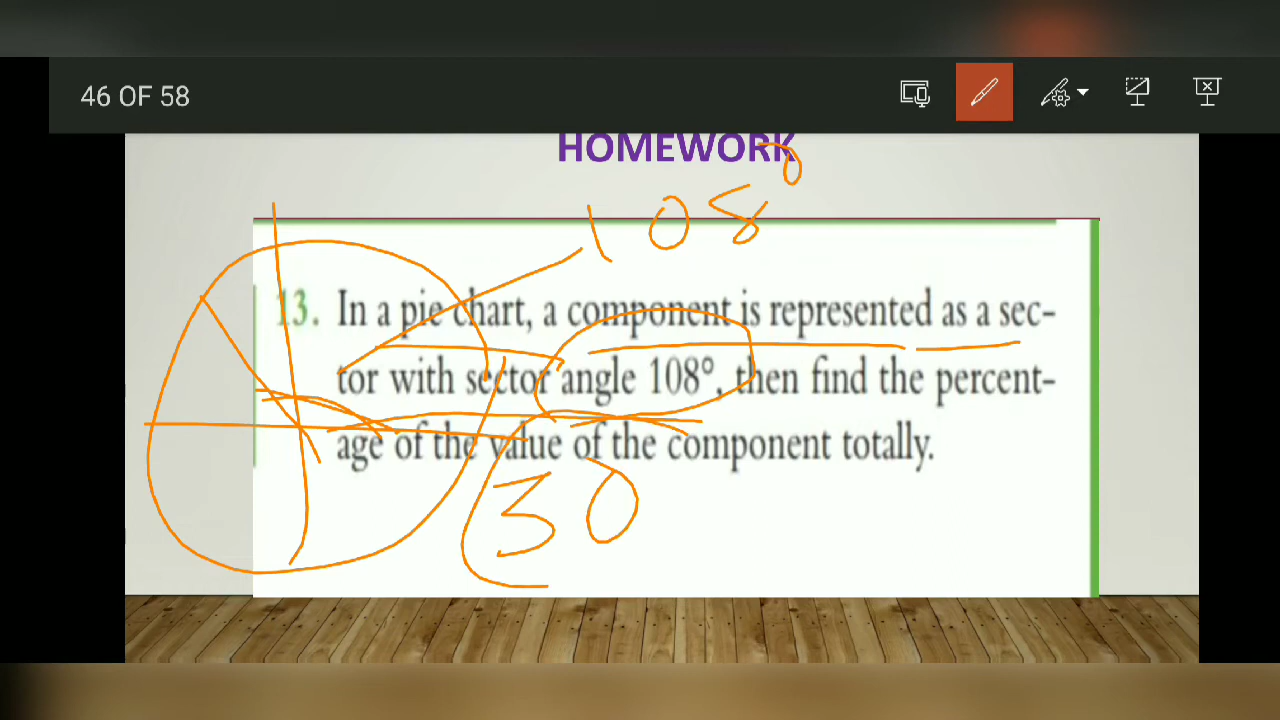 46 OF 58
HOMEWORK
108°
13. In a pie chart, a component is represented as a sec-
tor with sector angle 108°, then find the percent-
age of the value of the component totally.
30